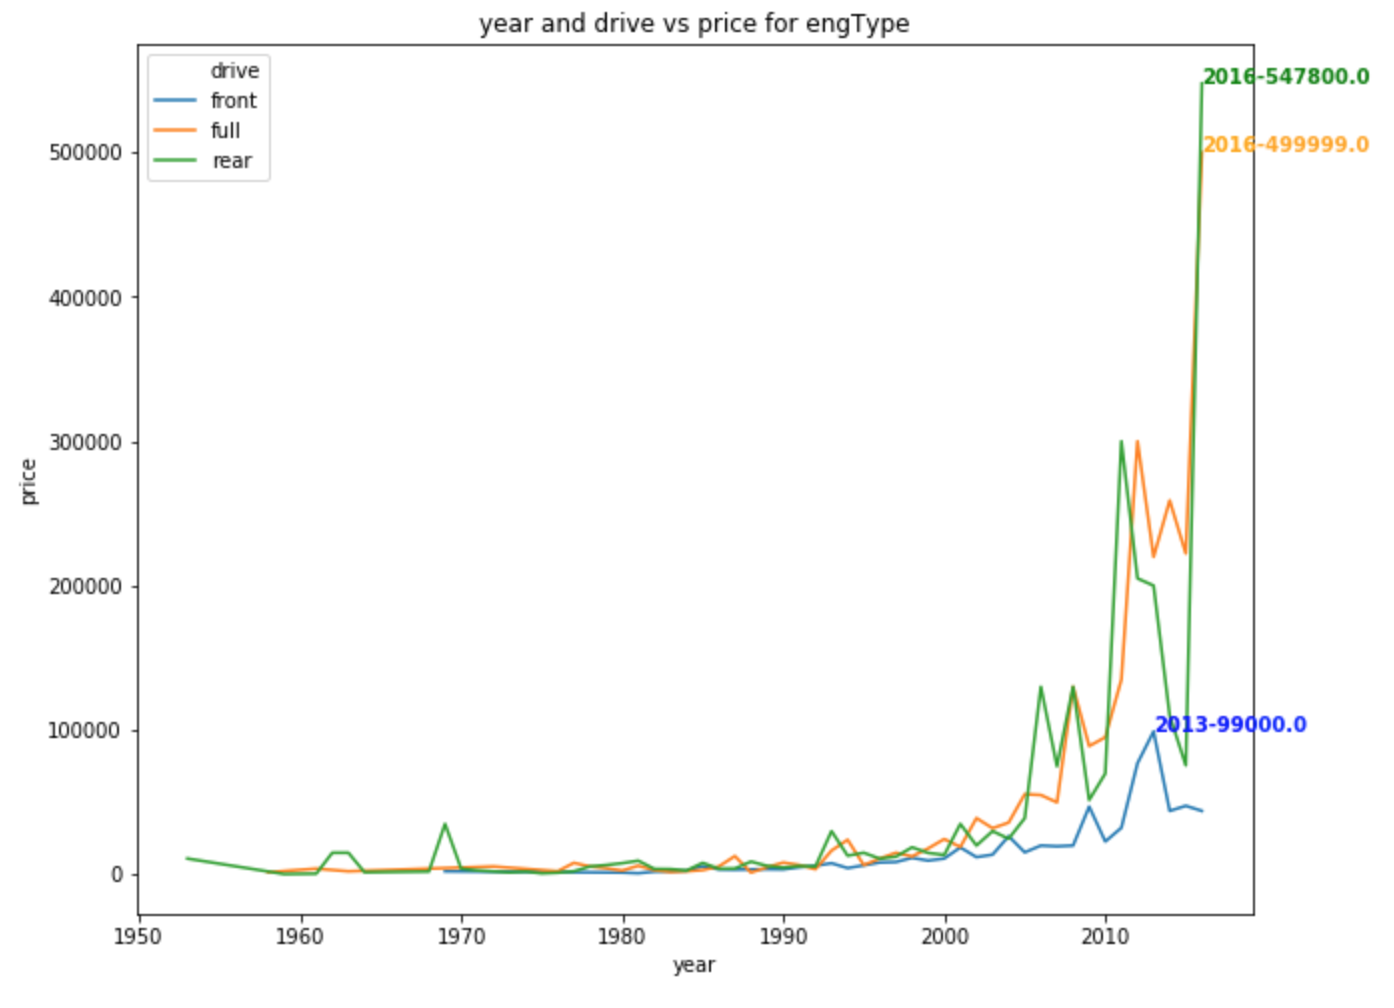 year and drive vs price for engType
drive
front
full
rear
2016-547800.0
2016-499999.0
2013-99000.0
500000
400000
300000
200000
100000
0
price
1950 1960 1970 1980 1990 2000 2010
year